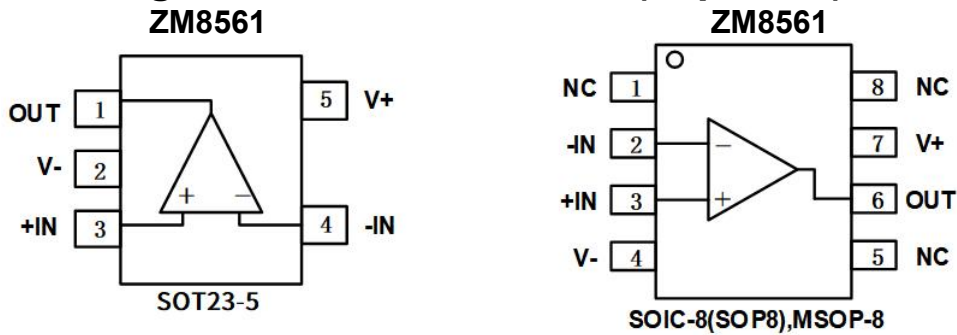 ZM8561
OUT 1
5 V+
V- 2
+IN 3
+ −
4 -IN
SOT23-5
ZM8561
NC 1
8 NC
-IN 2
−
7 V+
+IN 3
+
6 OUT
V- 4
5 NC
SOIC-8(SOP8),MSOP-8